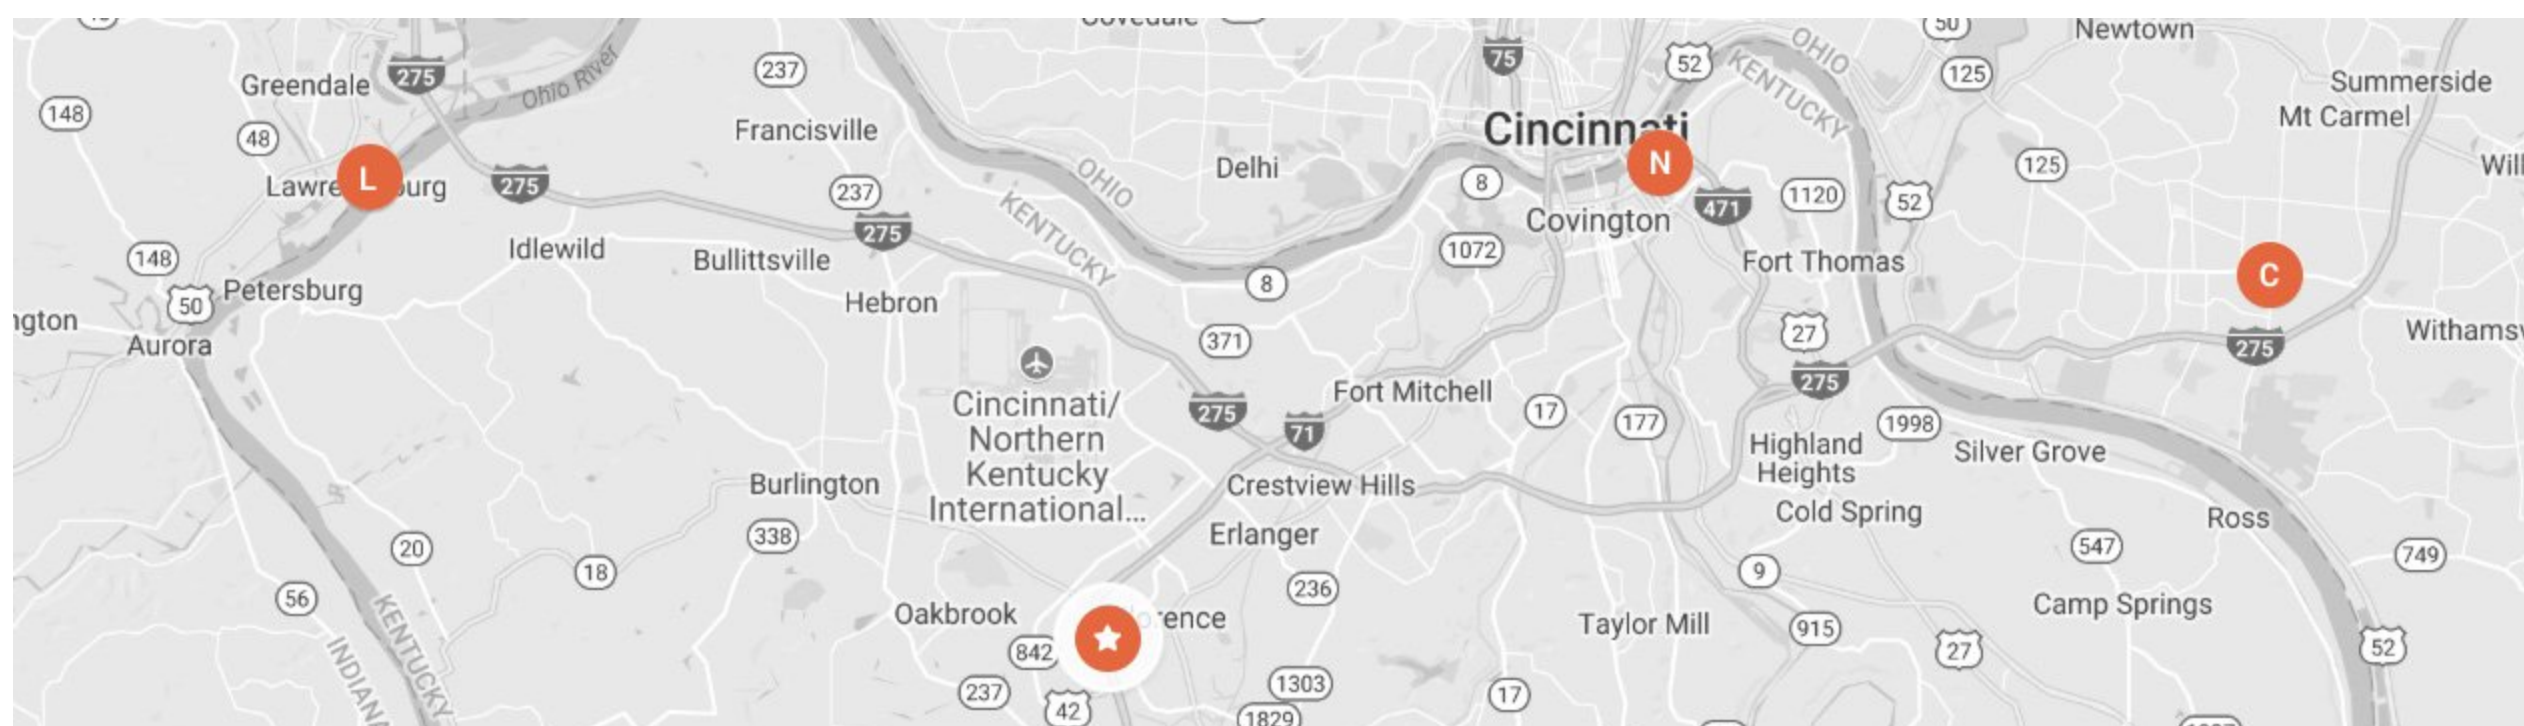 Newtown
50
OHIO
KENTUCKY
75
52
125
Summerside
Mt Carmel
275
Greendale
Ohio River
237
148
48
Francisville
Cincinnati
N
Delhi
8
471
1120
52
125
L
275
237
OHIO
KENTUCKY
Covington
1072
Fort Thomas
C
Idlewild
Bullittsville
275
148
50
Petersburg
Hebron
8
Aurora
371
27
275
275
Cincinnati/
Northern
Kentucky
International...
Fort Mitchell
275
71
17
177
1998
Highland
Heights
Silver Grove
Burlington
Crestview Hills
Cold Spring
Ross
338
Erlanger
20
18
9
547
749
56
236
Oakbrook
Taylor Mill
915
Camp Springs
842
27
52
KENTUCKY
INDIANA
237
42
1303
1829
17